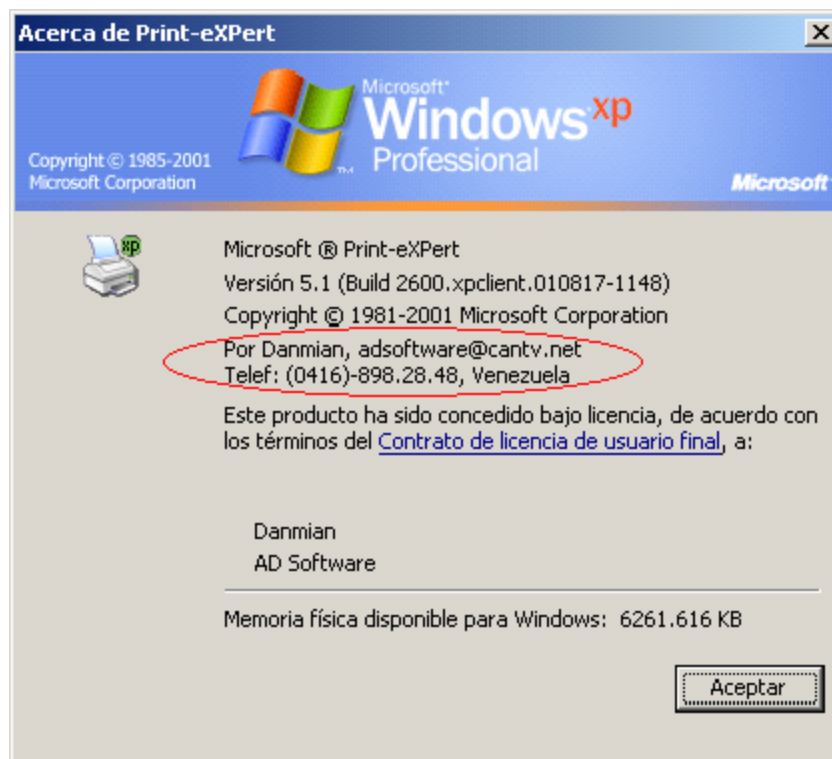 Acerca de Print-eXPert
Microsoft®
Windows xp
Professional
Copyright © 1985-2001
Microsoft Corporation
Microsoft
xp
Microsoft ® Print-eXPert
Versión 5.1 (Build 2600.xpclient.010817-1148)
Copyright © 1981-2001 Microsoft Corporation
Por Danmian, adsoftware@cantv.net
Telef: (0416)-898.28.48, Venezuela
Este producto ha sido concedido bajo licencia, de acuerdo con
los términos del Contrato de licencia de usuario final, a:
Danmian
AD Software
Memoria física disponible para Windows: 6261.616 KB
Aceptar